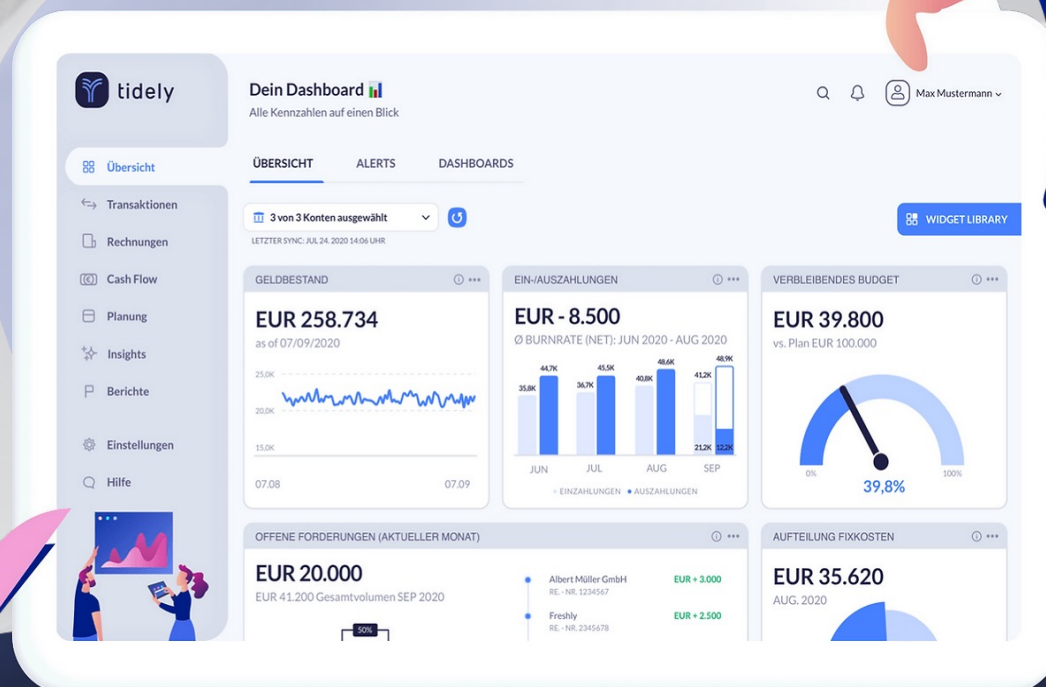 tidely
Dein Dashboard
Alle Kennzahlen auf einen Blick
Max Mustermann
ÜBERSICHT ALERTS DASHBOARDS
Übersicht
Transaktionen
Rechnungen
Cash Flow
Planung
Insights
Berichte
Einstellungen
Hilfe
3 von 3 Konten ausgewählt
LETZTER SYNC: JUL 24. 2020 14:06 UHR
WIDGET LIBRARY
GELDBESTAND
EUR 258.734
as of 07/09/2020
25,0K
20,0K
15,0K
07.08 07.09
EIN-/AUSZAHLUNGEN
EUR - 8.500
Ø BURNRATE (NET): JUN 2020 - AUG 2020
35,8K 44,7K 36,7K 45,5K 40,8K 48,6K 41,2K 48,9K
21,2K 12,2K
JUN JUL AUG SEP
EINZAHLUNGEN AUSZAHLUNGEN
VERBLEIBENDES BUDGET
EUR 39.800
vs. Plan EUR 100.000
0% 100%
39,8%
OFFENE FORDERUNGEN (AKTUELLER MONAT)
EUR 20.000
EUR 41.200 Gesamtvolumen SEP 2020
50%
Albert Müller GmbH EUR + 3.000
RE. - NR. 1234567
Freshly EUR + 2.500
RE. - NR. 2345678
AUFTEILUNG FIXKOSTEN
EUR 35.620
AUG. 2020